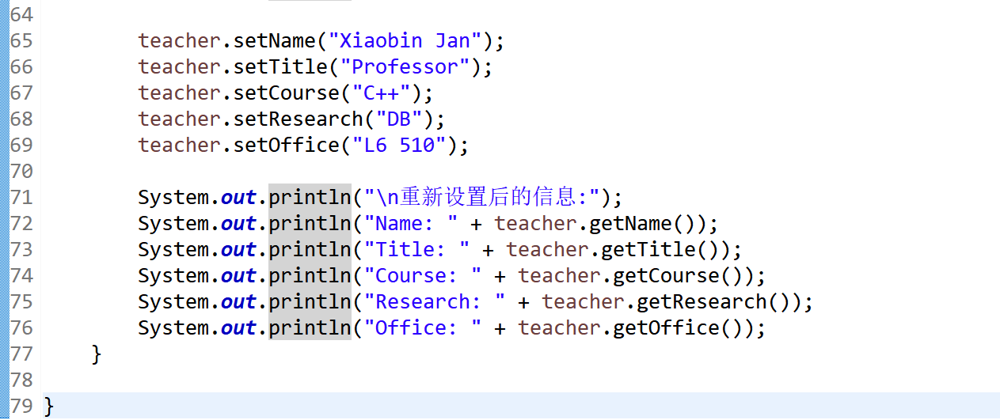 64
65 teacher.setName("Xiaobin Jan");
66 teacher.setTitle("Professor");
67 teacher.setCourse("C++");
68 teacher.setResearch("DB");
69 teacher.setOffice("L6 510");
70
71 System.out.println("\n重新设置后的信息:");
72 System.out.println("Name: " + teacher.getName());
73 System.out.println("Title: " + teacher.getTitle());
74 System.out.println("Course: " + teacher.getCourse());
75 System.out.println("Research: " + teacher.getResearch());
76 System.out.println("Office: " + teacher.getOffice());
77 }
78
79 }